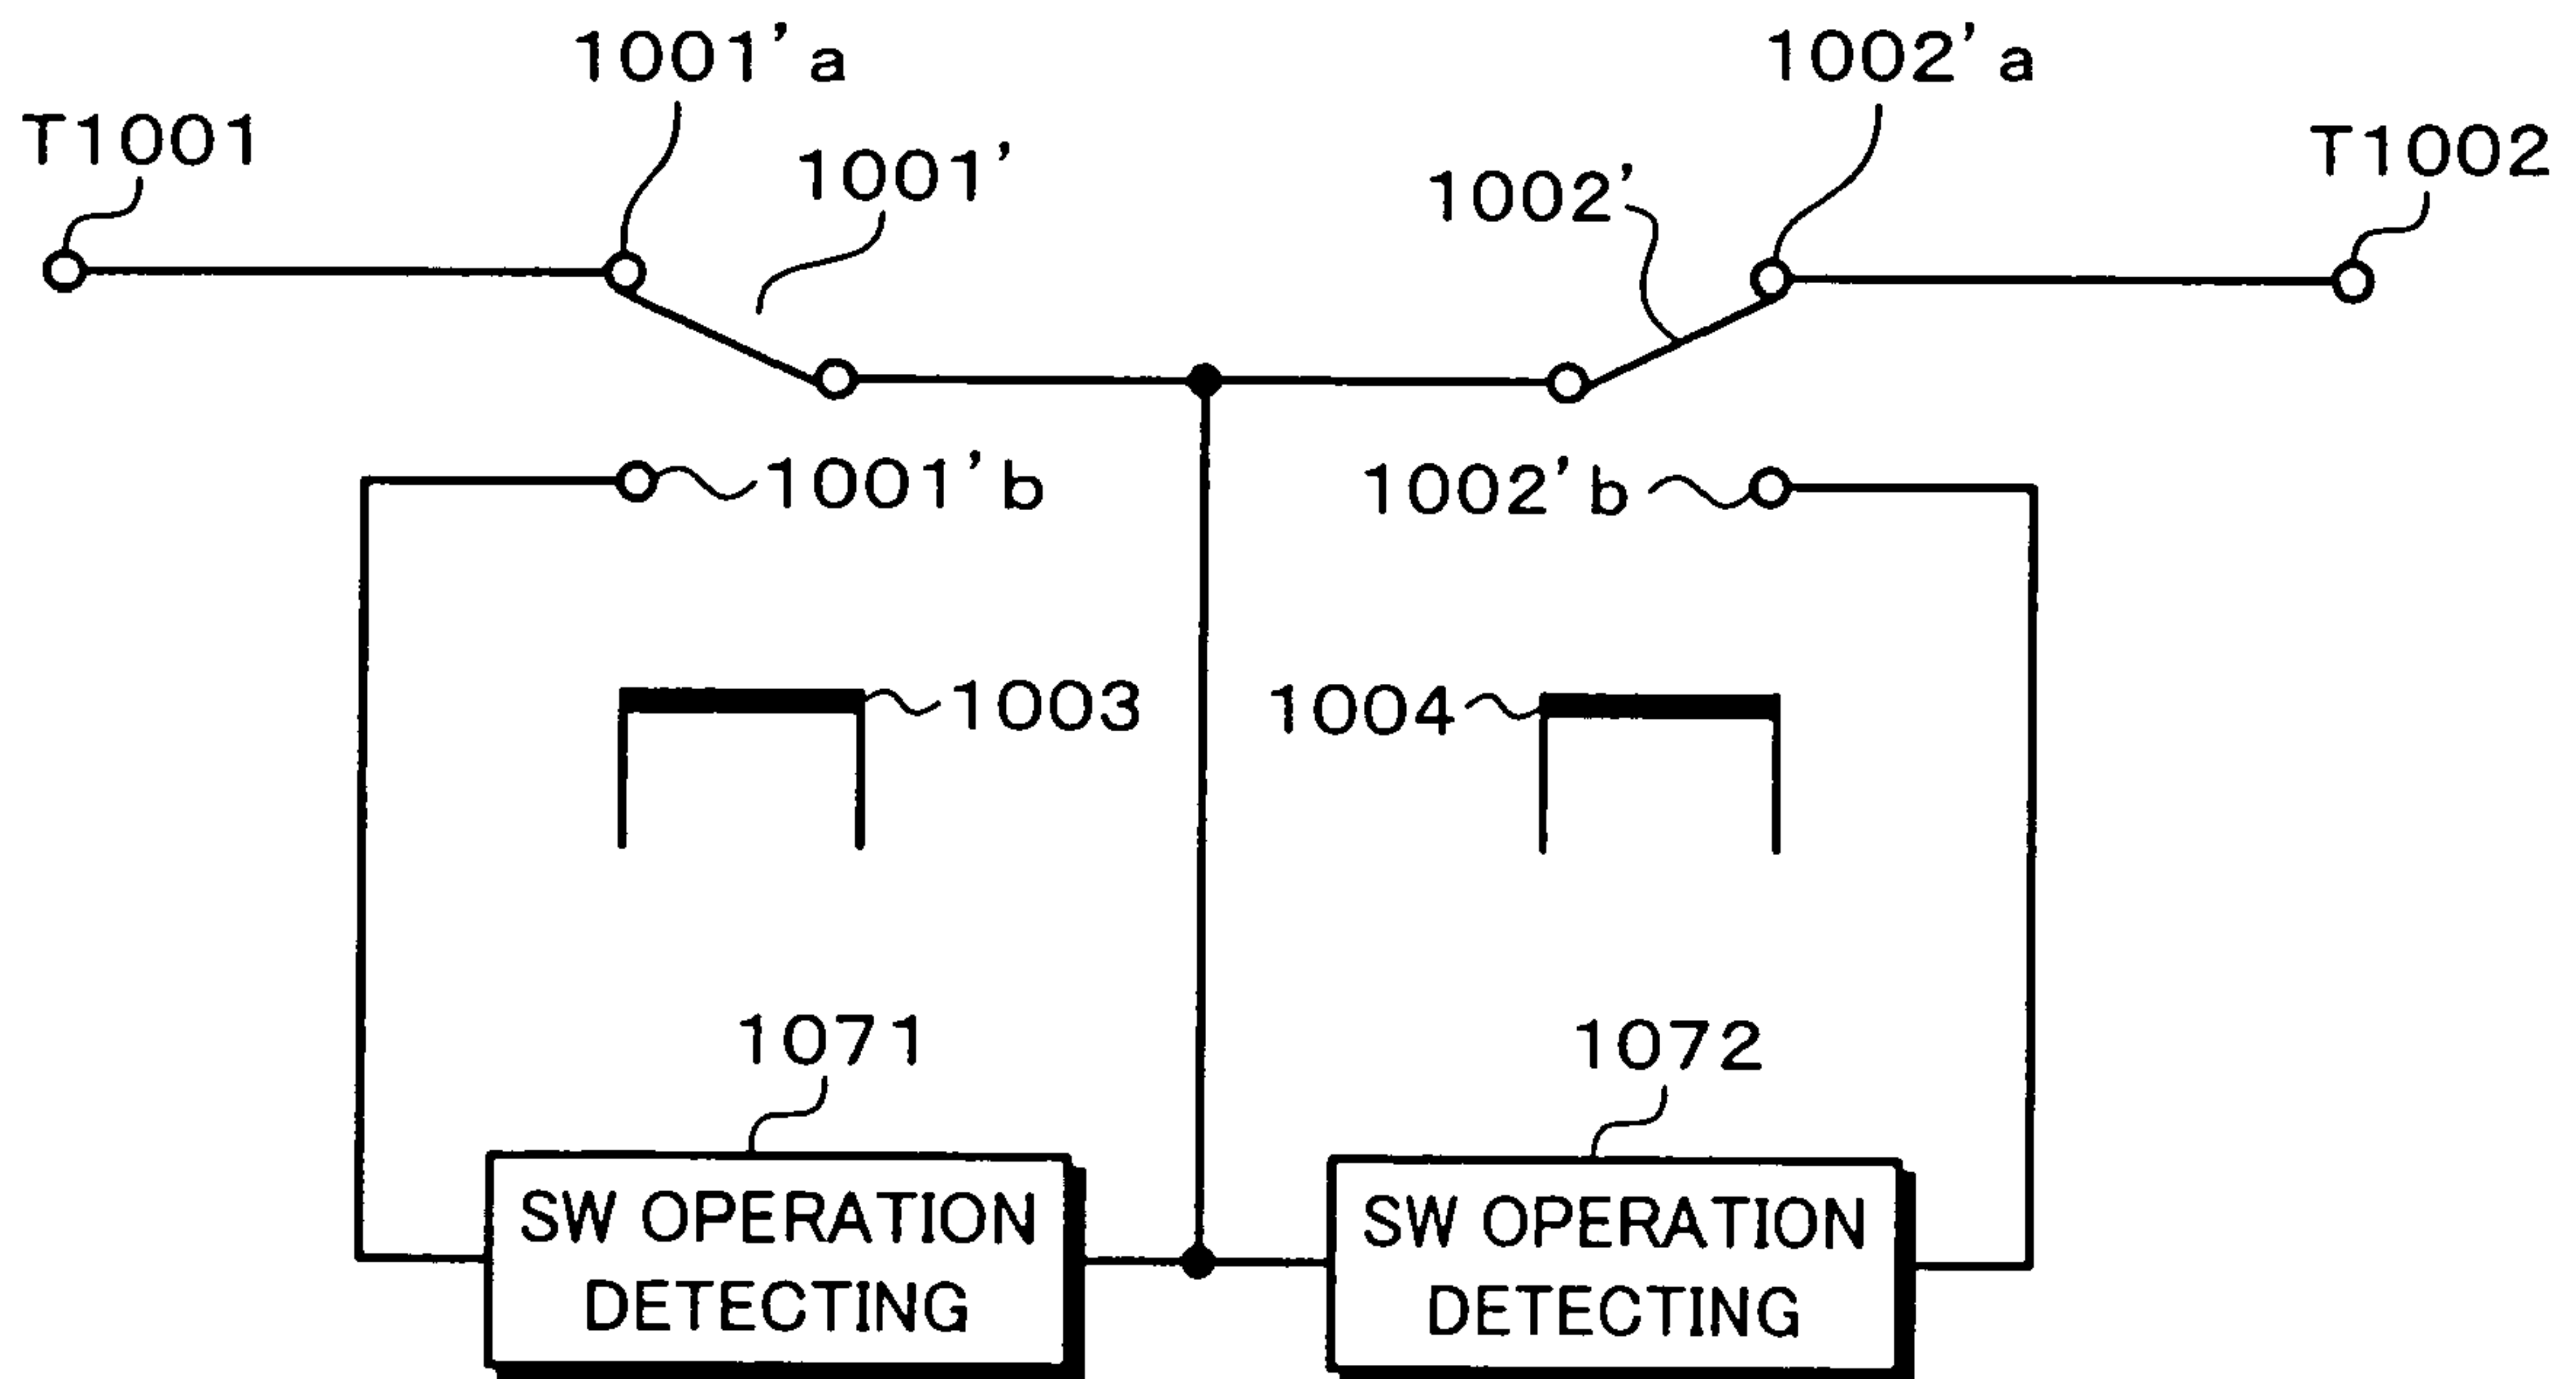 1001'a
1002'a
T1001
1001'
1002'
T1002
1001'b
1002'b
1003
1004
1071
1072
SW OPERATION
DETECTING
SW OPERATION
DETECTING